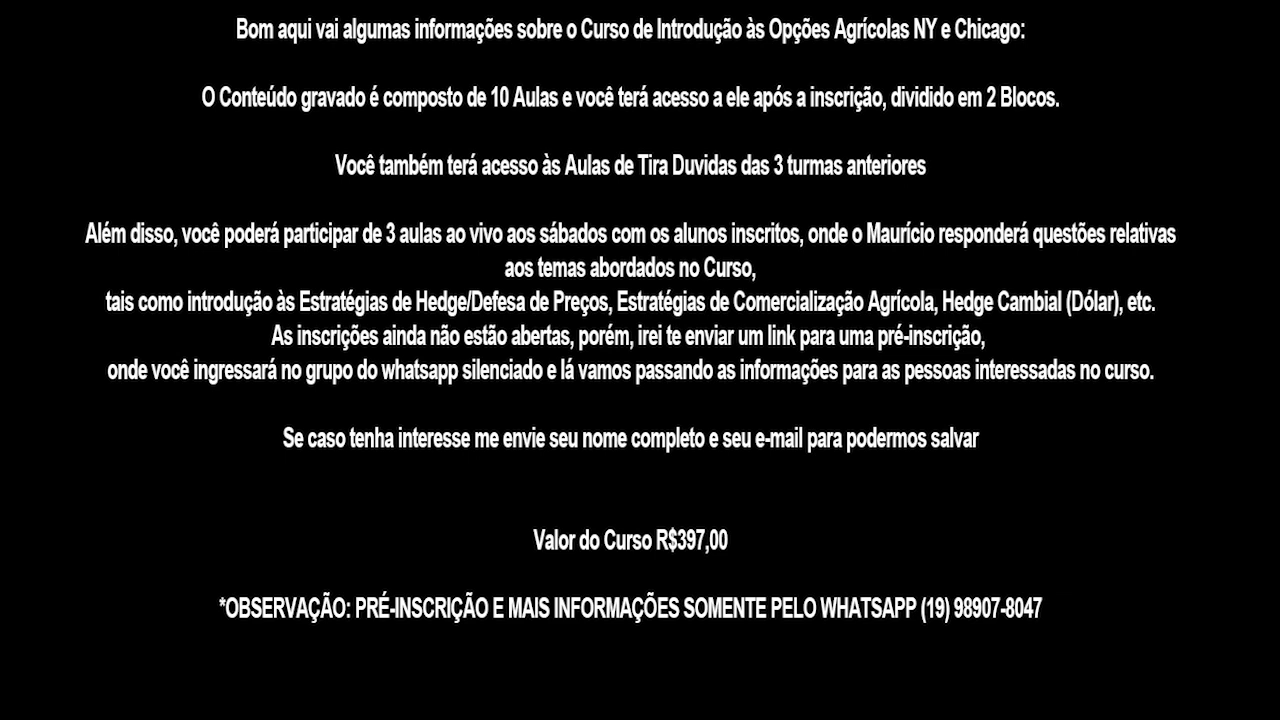 Bom aqui vai algumas informações sobre o Curso de Introdução às Opções Agrícolas NY e Chicago:
O Conteúdo gravado é composto de 10 Aulas e você terá acesso a ele após a inscrição, dividido em 2 Blocos.
Você também terá acesso às Aulas de Tira Duvidas das 3 turmas anteriores
Além disso, você poderá participar de 3 aulas ao vivo aos sábados com os alunos inscritos, onde o Maurício responderá questões relativas
aos temas abordados no Curso,
tais como introdução às Estratégias de Hedge/Defesa de Preços, Estratégias de Comercialização Agrícola, Hedge Cambial (Dólar), etc.
As inscrições ainda não estão abertas, porém, irei te enviar um link para uma pré-inscrição,
onde você ingressará no grupo do whatsapp silenciado e lá vamos passando as informações para as pessoas interessadas no curso.
Se caso tenha interesse me envie seu nome completo e seu e-mail para podermos salvar
Valor do Curso R$397,00
*OBSERVAÇÃO: PRÉ-INSCRIÇÃO E MAIS INFORMAÇÕES SOMENTE PELO WHATSAPP (19) 98907-8047